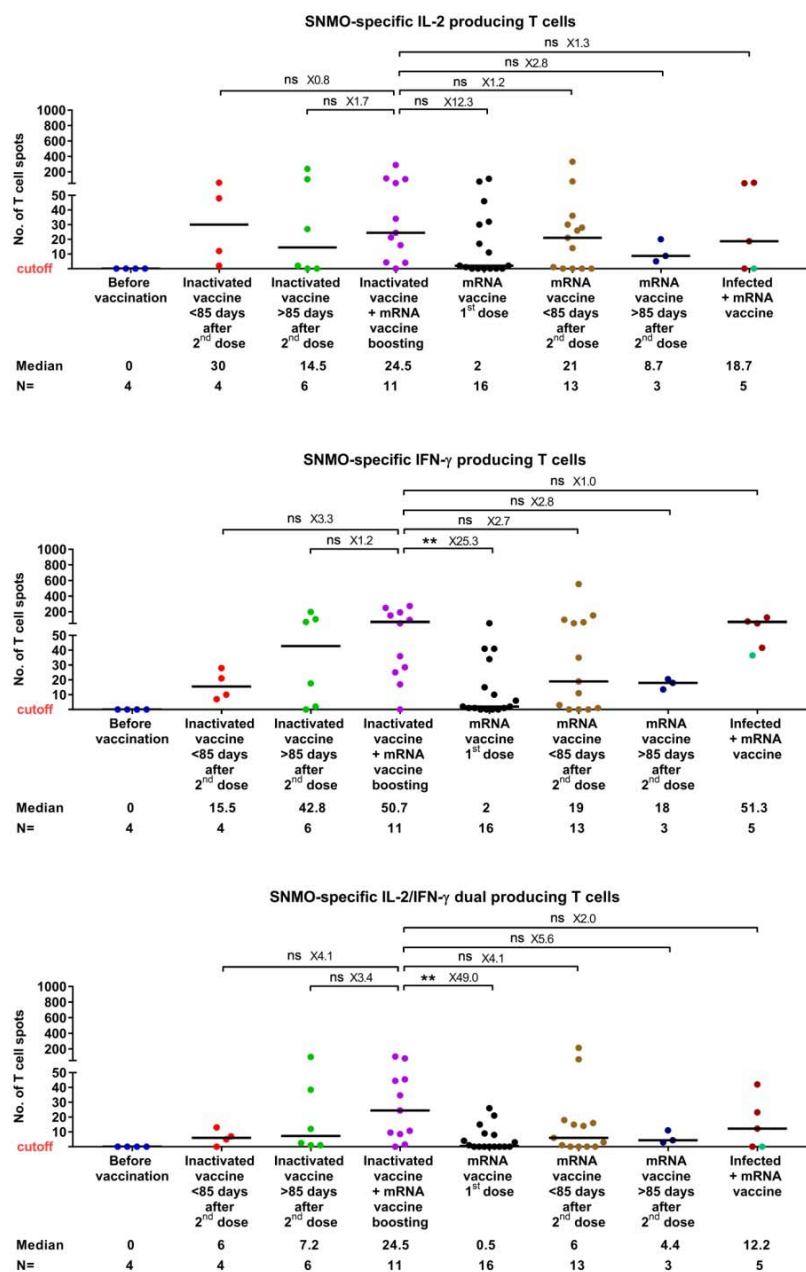 SNMO-specific IL-2 producing T cells
ns X1.3
ns X2.8
ns X0.8 ns X1.2
ns X1.7 ns X12.3
No. of T cell spots
1000
800
600
400
200
50
40
30
20
10
cutoff
Before vaccination
Inactivated vaccine <85 days after 2nd dose
Inactivated vaccine >85 days after 2nd dose
Inactivated vaccine + mRNA vaccine boosting
mRNA vaccine 1st dose
mRNA vaccine <85 days after 2nd dose
mRNA vaccine >85 days after 2nd dose
Infected + mRNA vaccine
Median 0 30 14.5 24.5 2 21 8.7 18.7
N= 4 4 6 11 16 13 3 5
SNMO-specific IFN-γ producing T cells
ns X1.0
ns X2.8
ns X3.3 ns X2.7
ns X1.2 ** X25.3
No. of T cell spots
1000
800
600
400
200
50
40
30
20
10
cutoff
Before vaccination
Inactivated vaccine <85 days after 2nd dose
Inactivated vaccine >85 days after 2nd dose
Inactivated vaccine + mRNA vaccine boosting
mRNA vaccine 1st dose
mRNA vaccine <85 days after 2nd dose
mRNA vaccine >85 days after 2nd dose
Infected + mRNA vaccine
Median 0 15.5 42.8 50.7 2 19 18 51.3
N= 4 4 6 11 16 13 3 5
SNMO-specific IL-2/IFN-γ dual producing T cells
ns X2.0
ns X5.6
ns X4.1 ns X4.1
ns X3.4 ** X49.0
No. of T cell spots
1000
800
600
400
200
50
40
30
20
10
cutoff
Before vaccination
Inactivated vaccine <85 days after 2nd dose
Inactivated vaccine >85 days after 2nd dose
Inactivated vaccine + mRNA vaccine boosting
mRNA vaccine 1st dose
mRNA vaccine <85 days after 2nd dose
mRNA vaccine >85 days after 2nd dose
Infected + mRNA vaccine
Median 0 6 7.2 24.5 0.5 6 4.4 12.2
N= 4 4 6 11 16 13 3 5